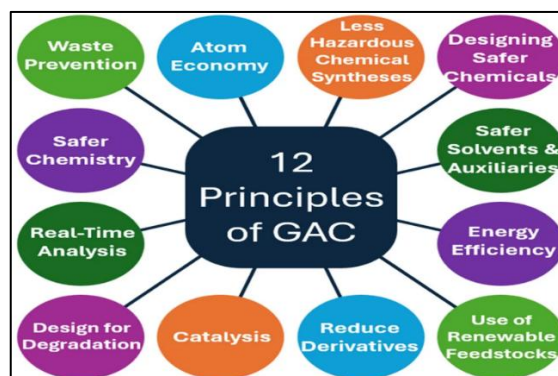 Waste
Prevention
Atom
Economy
Less
Hazardous
Chemical
Syntheses
Designing
Safer
Chemicals
Safer
Chemistry
12
Principles
of GAC
Safer
Solvents &
Auxiliaries
Real-Time
Analysis
Energy
Efficiency
Design for
Degradation
Catalysis
Reduce
Derivatives
Use of
Renewable
Feedstocks